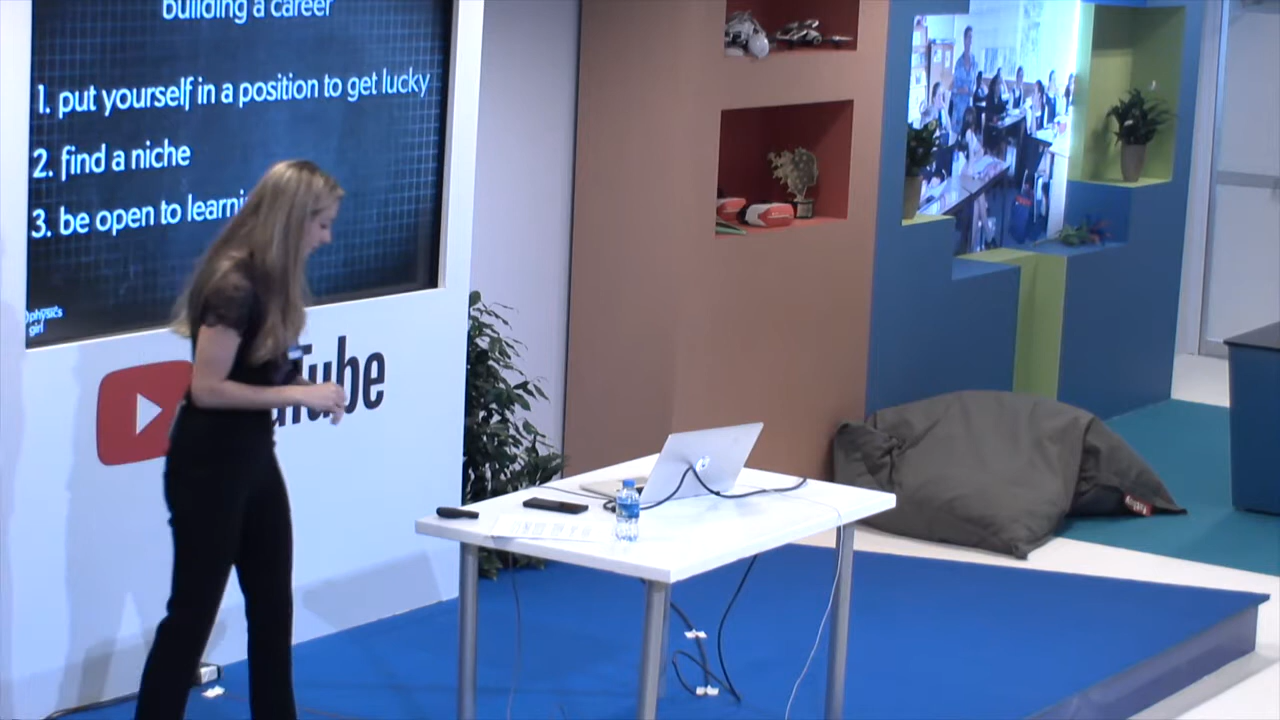 building a career
1. put yourself in a position to get lucky
2. find a niche
3. be open to learni
physics
girl
Tube